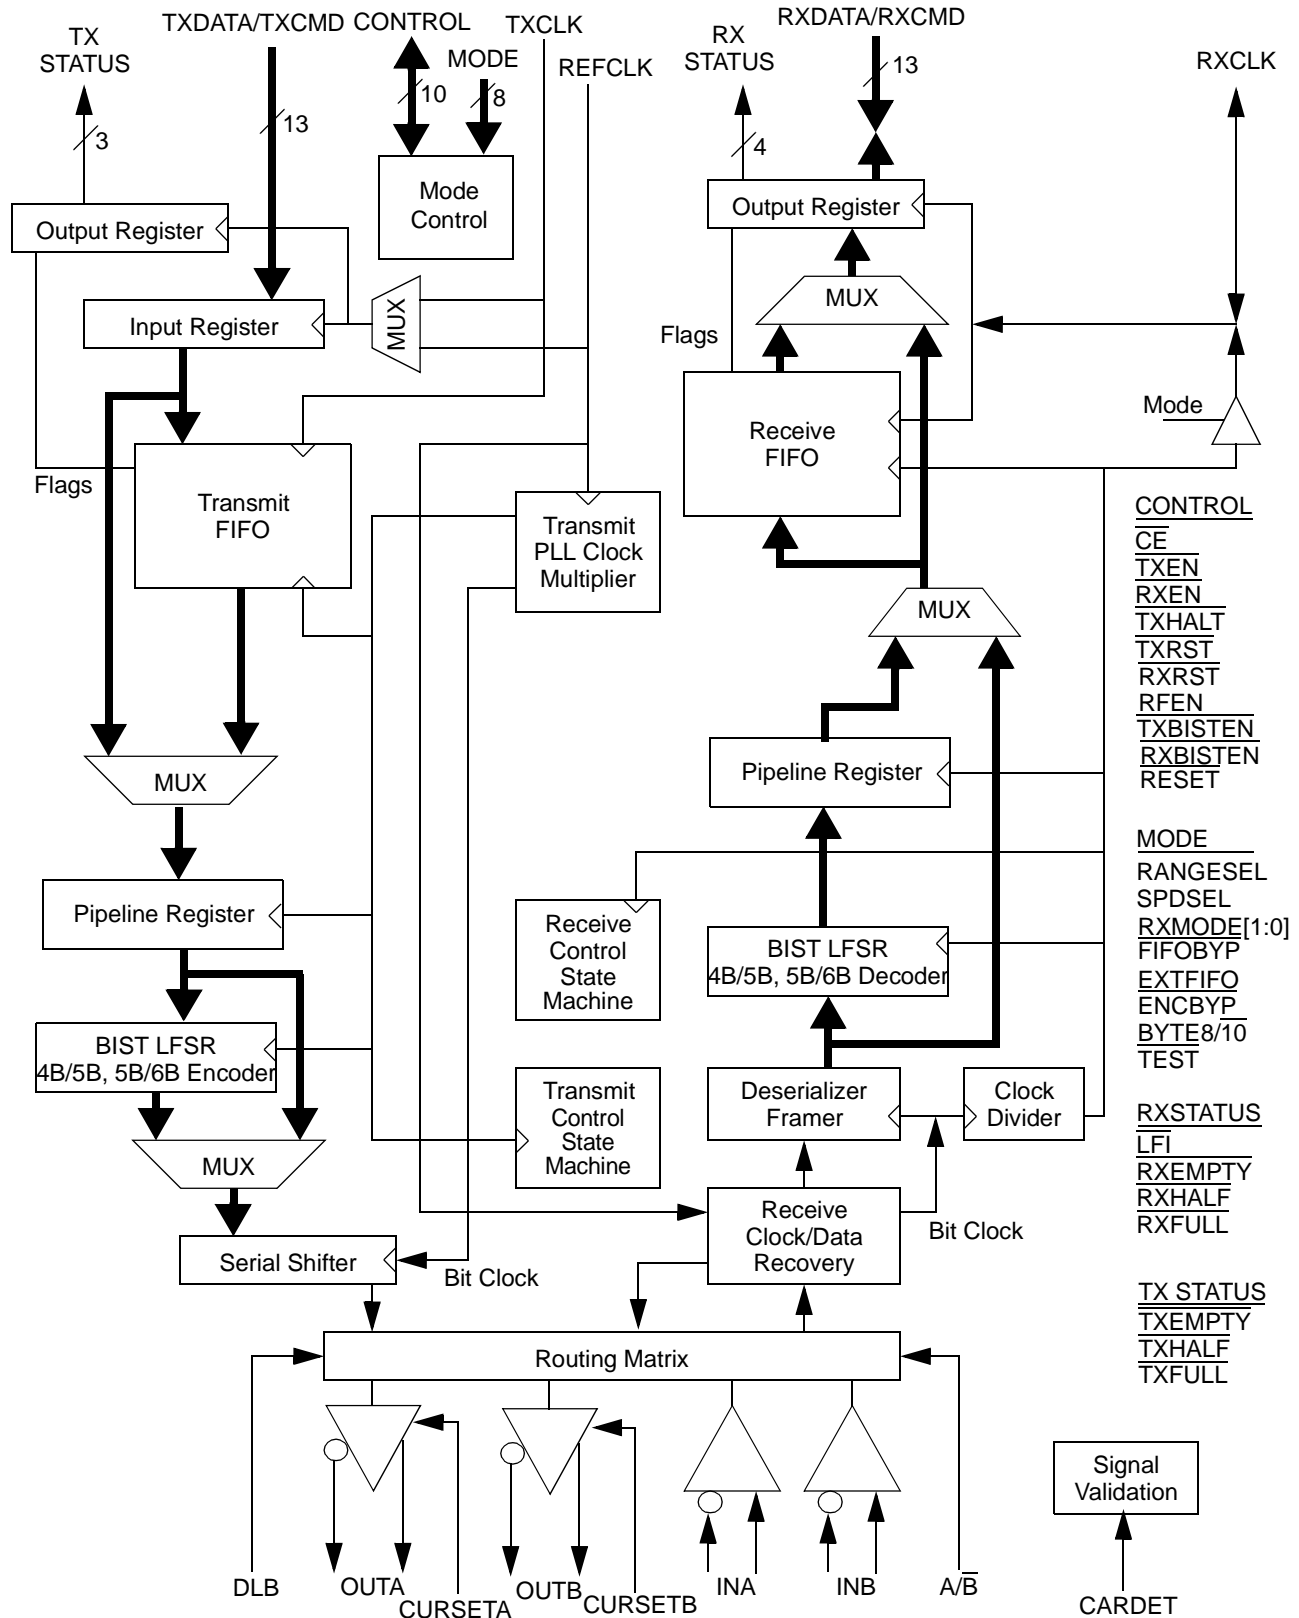 TX
STATUS
TXDATA/TXCMD
CONTROL
TXCLK
MODE
REFCLK
RX
STATUS
RXDATA/RXCMD
RXCLK
3
13
10
8
4
13
Mode
Control
Output Register
Output Register
Input Register
MUX
MUX
Flags
Mode
Flags
Transmit
FIFO
Transmit
PLL Clock
Multiplier
Receive
FIFO
MUX
MUX
Pipeline Register
Pipeline Register
Receive
Control
State
Machine
BIST LFSR
4B/5B, 5B/6B Decoder
BIST LFSR
4B/5B, 5B/6B Encoder
Transmit
Control
State
Machine
Deserializer
Framer
Clock
Divider
MUX
Receive
Clock/Data
Recovery
Bit Clock
Serial Shifter
Bit Clock
Routing Matrix
DLB
OUTA
CURSETA
OUTB
CURSETB
INA
INB
A/B
Signal
Validation
CARDET
CONTROL
CE
TXEN
RXEN
TXHALT
TXRST
RXRST
RFEN
TXBISTEN
RXBISTEN
RESET
MODE
RANGESEL
SPDSEL
RXMODE[1:0]
FIFOBYP
EXTFIFO
ENCBYP
BYTE8/10
TEST
RXSTATUS
LFI
RXEMPTY
RXHALF
RXFULL
TX STATUS
TXEMPTY
TXHALF
TXFULL